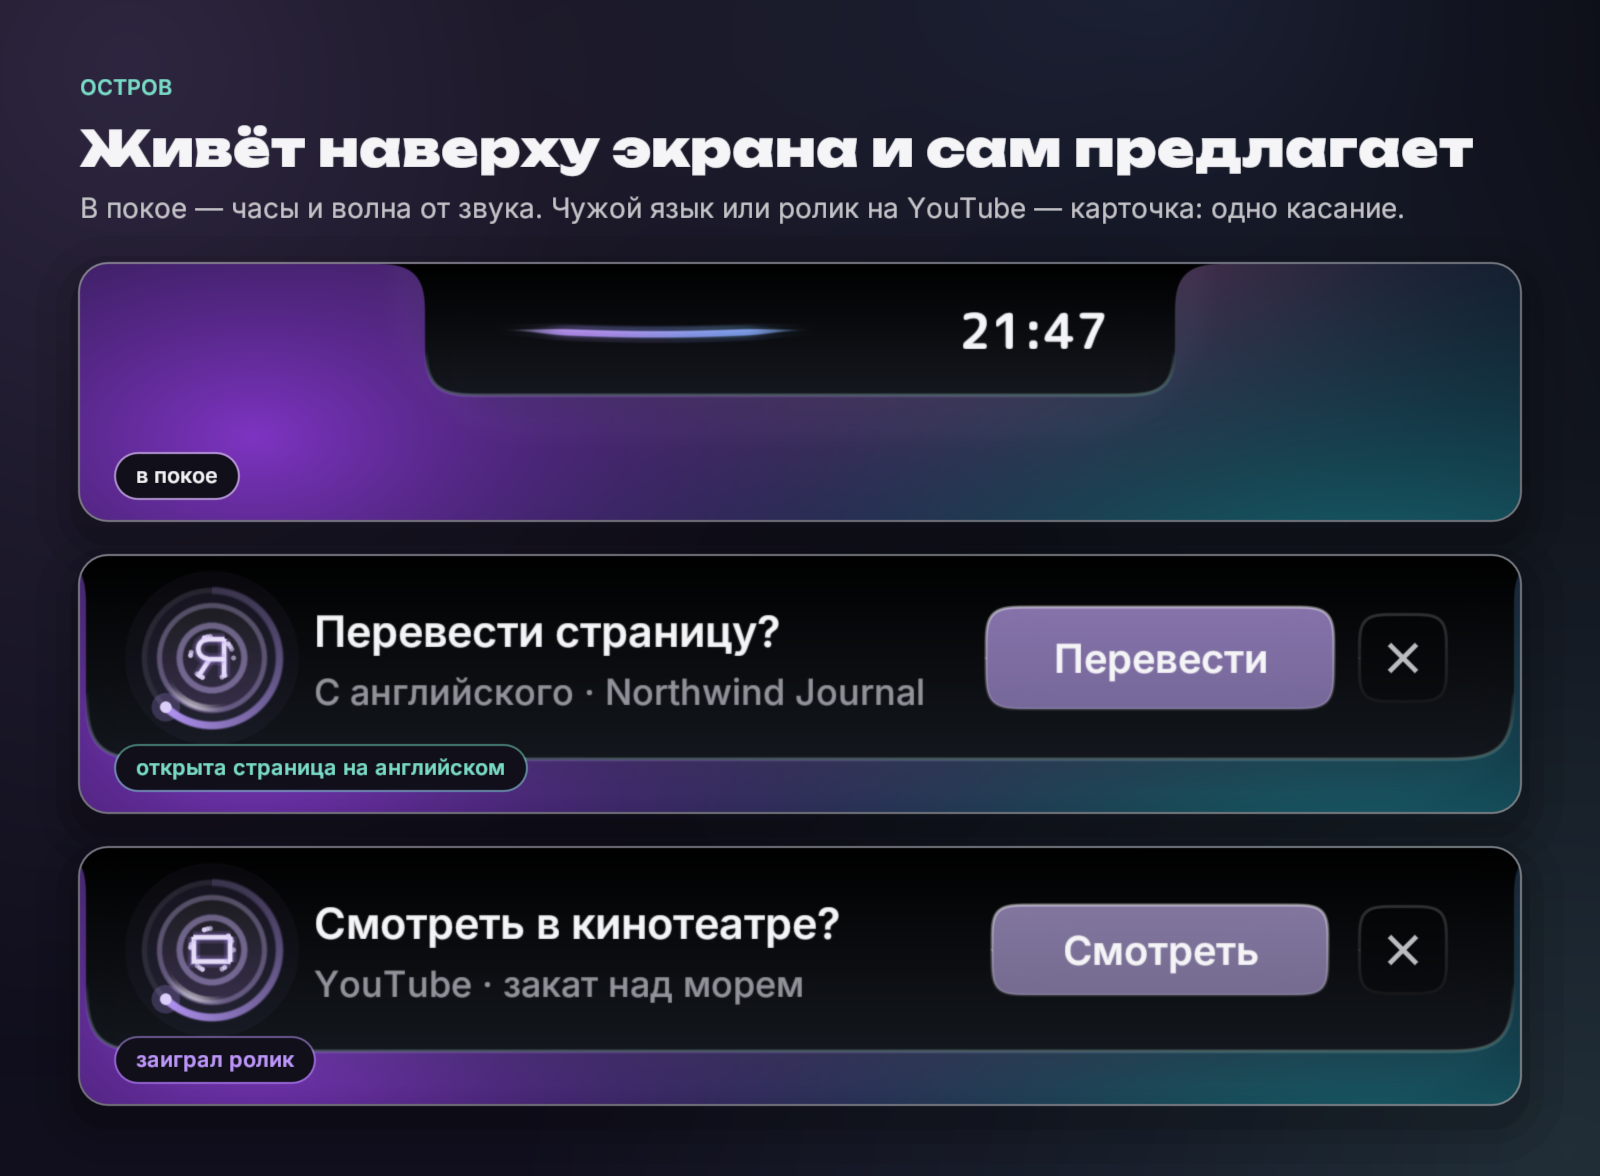 ОСТРОВ
Живёт наверху экрана и сам предлагает
В покое — часы и волна от звука. Чужой язык или ролик на YouTube — карточка: одно касание.
21:47
в покое
Я
Перевести страницу?
С английского · Northwind Journal
Перевести
открыта страница на английском
Смотреть в кинотеатре?
YouTube · закат над морем
Смотреть
заиграл ролик